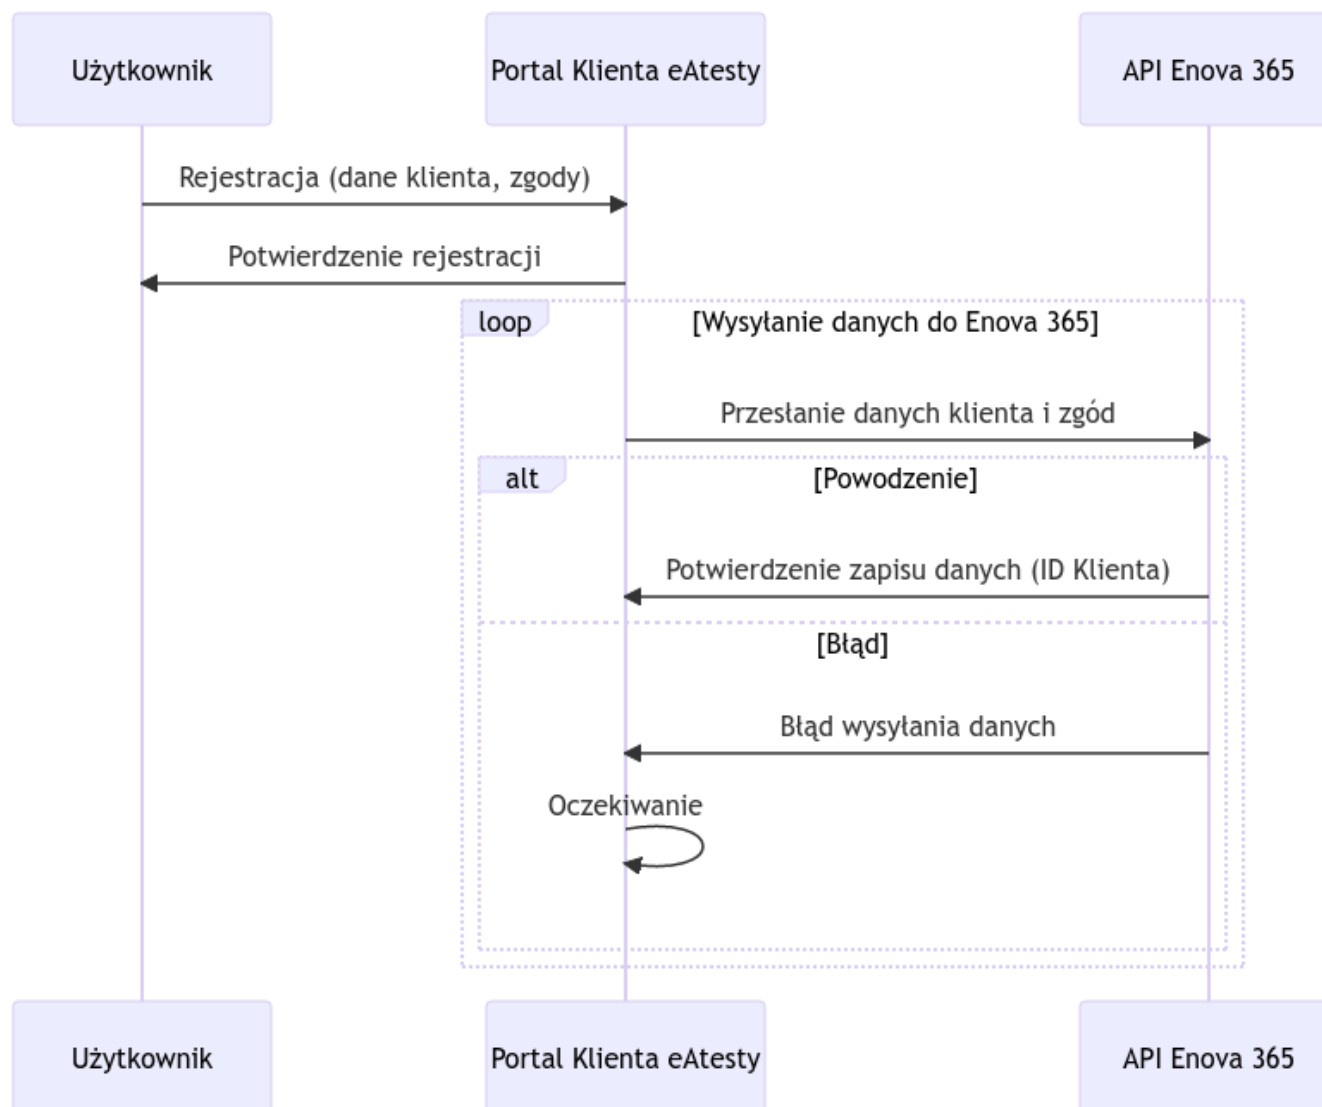 Użytkownik
Portal Klienta eAtesty
API Enova 365
Rejestracja (dane klienta, zgody)
Potwierdzenie rejestracji
loop
[Wysyłanie danych do Enova 365]
Przesłanie danych klienta i zgód
alt
[Powodzenie]
Potwierdzenie zapisu danych (ID Klienta)
[Błąd]
Błąd wysyłania danych
Oczekiwanie
Użytkownik
Portal Klienta eAtesty
API Enova 365